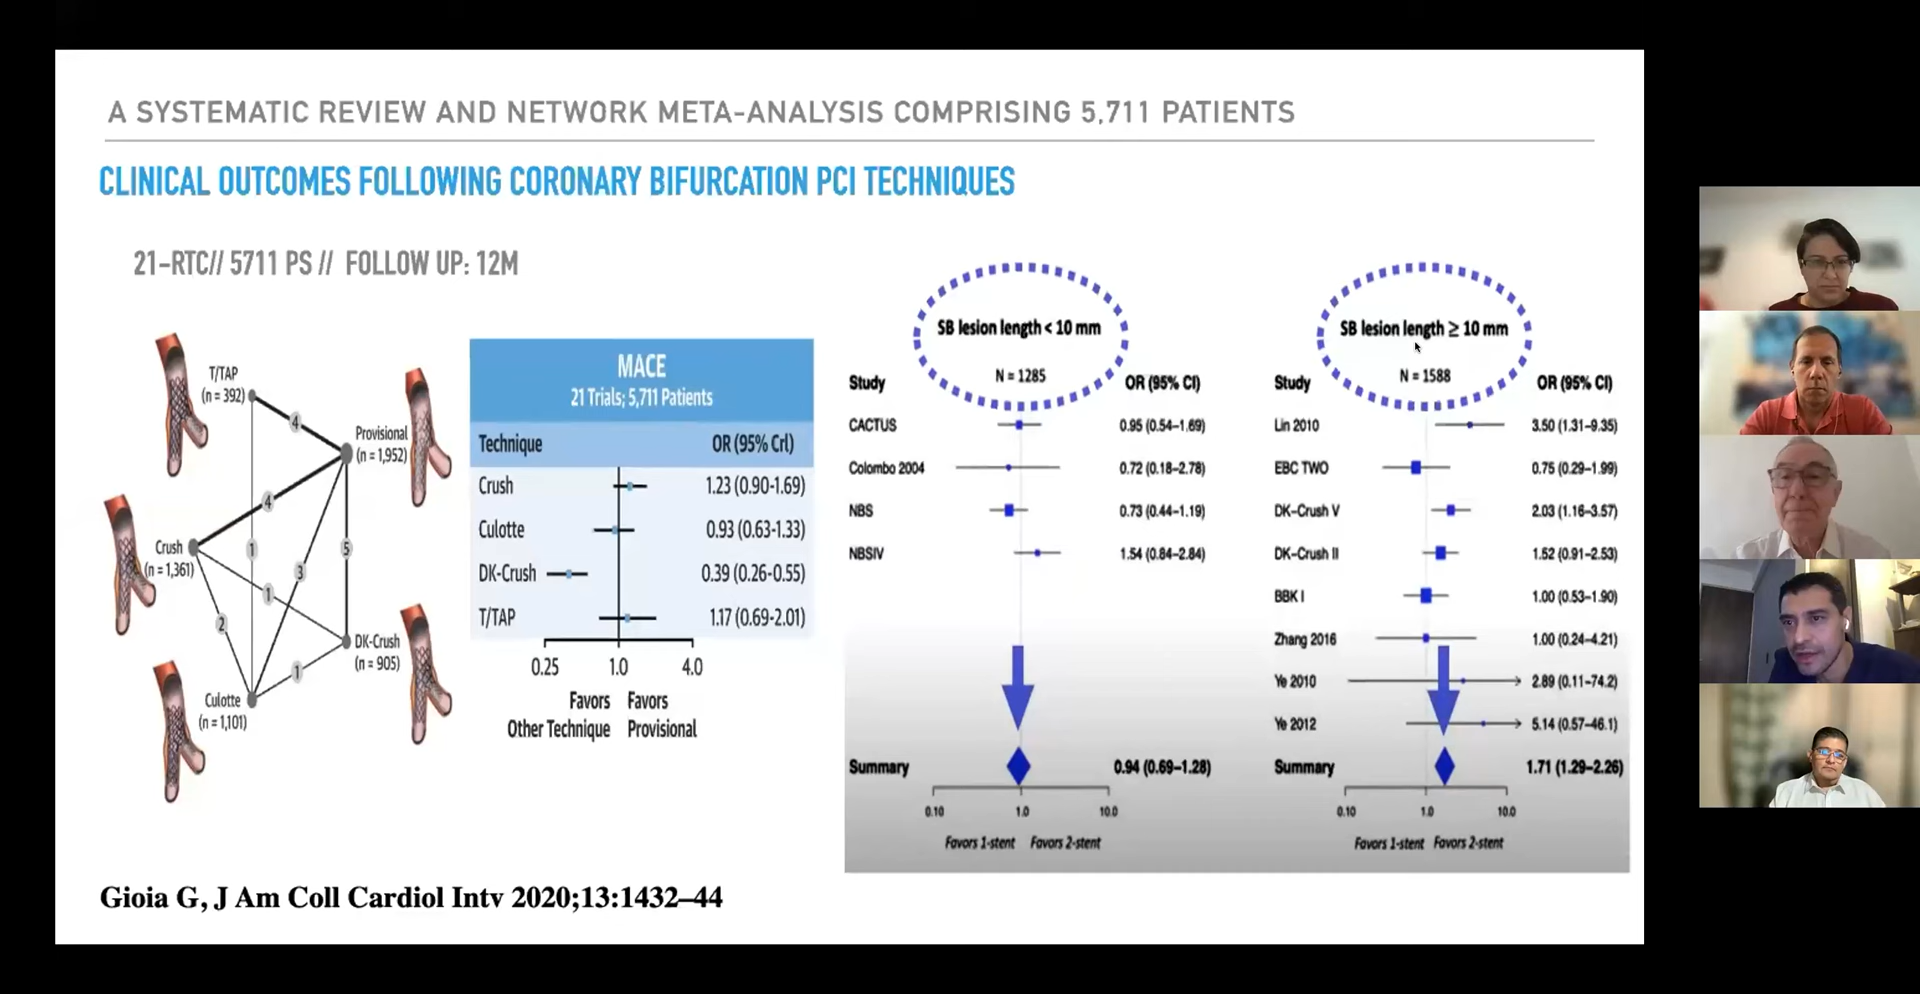 A SYSTEMATIC REVIEW AND NETWORK META-ANALYSIS COMPRISING 5,711 PATIENTS
CLINICAL OUTCOMES FOLLOWING CORONARY BIFURCATION PCI TECHNIQUES
21-RTC// 5711 PS // FOLLOW UP: 12M
T/TAP
(n = 392)
Provisional
(n = 1,952)
Crush
(n = 1,361)
DK-Crush
(n = 905)
Culotte
(n = 1,101)
4
4
1
3
5
1
2
1
MACE
21 Trials; 5,711 Patients
Technique OR (95% Crl)
Crush 1.23 (0.90-1.69)
Culotte 0.93 (0.63-1.33)
DK-Crush 0.39 (0.26-0.55)
T/TAP 1.17 (0.69-2.01)
0.25 1.0 4.0
Favors Favors
Other Technique Provisional
SB lesion length < 10 mm
N = 1285
Study OR (95% CI)
CACTUS 0.95 (0.54–1.69)
Colombo 2004 0.72 (0.18–2.78)
NBS 0.73 (0.44–1.19)
NBSIV 1.54 (0.84–2.84)
Summary 0.94 (0.69–1.28)
0.10 1.0 10.0
Favors 1-stent Favors 2-stent
SB lesion length ≥ 10 mm
N = 1588
Study OR (95% CI)
Lin 2010 3.50 (1.31–9.35)
EBC TWO 0.75 (0.29–1.99)
DK-Crush V 2.03 (1.16–3.57)
DK-Crush II 1.52 (0.91–2.53)
BBK I 1.00 (0.53–1.90)
Zhang 2016 1.00 (0.24–4.21)
Ye 2010 2.89 (0.11–74.2)
Ye 2012 5.14 (0.57–46.1)
Summary 1.71 (1.29–2.26)
0.10 1.0 10.0
Favors 1-stent Favors 2-stent
Gioia G, J Am Coll Cardiol Intv 2020;13:1432–44